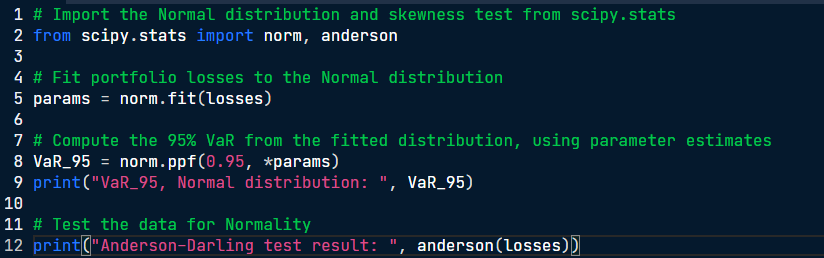 1 # Import the Normal distribution and skewness test from scipy.stats
2 from scipy.stats import norm, anderson
3
4 # Fit portfolio losses to the Normal distribution
5 params = norm.fit(losses)
6
7 # Compute the 95% VaR from the fitted distribution, using parameter estimates
8 VaR_95 = norm.ppf(0.95, *params)
9 print("VaR_95, Normal distribution: ", VaR_95)
10
11 # Test the data for Normality
12 print("Anderson-Darling test result: ", anderson(losses))